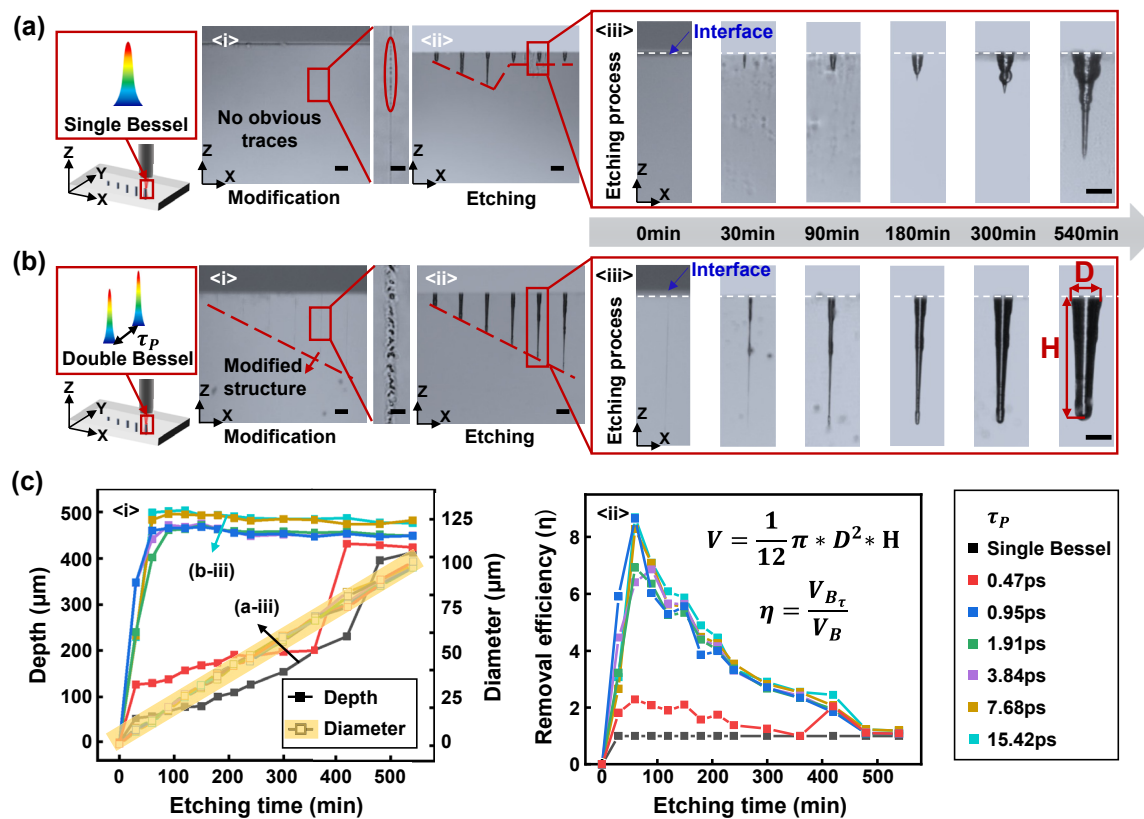 (a)
Single Bessel
Z
Y
X
<i>
No obvious
traces
Z
X
Modification
<ii>
Etching
<iii>
Interface
Etching process
Z
X
0min 30min 90min 180min 300min 540min
(b)
τP
Double Bessel
Z
Y
X
<i>
Modified
structure
Z
X
Modification
<ii>
Z
X
Etching
<iii>
Interface
Etching process
Z
X
D
H
(c)
<i>
Depth (μm)
500
400
300
200
100
0
(b-iii)
(a-iii)
Depth
Diameter
125
100
75
50
25
0
Diameter (μm)
0 100 200 300 400 500
Etching time (min)
<ii>
Removal efficiency (η)
8
6
4
2
0
V = 1/12 π * D² * H
η = V_Bτ / V_B
0 100 200 300 400 500
Etching time (min)
τP
Single Bessel
0.47ps
0.95ps
1.91ps
3.84ps
7.68ps
15.42ps